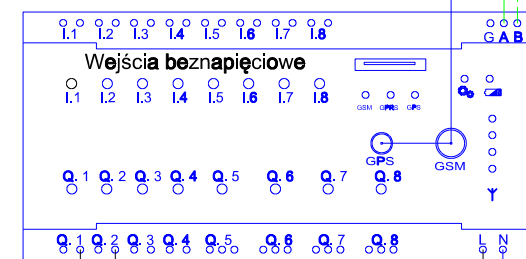 I.1 I.2 I.3 I.4 I.5 I.6 I.7 I.8 G A B
Wejścia beznapięciowe
I.1 I.2 I.3 I.4 I.5 I.6 I.7 I.8
GSM GPRS GPS
GPS GSM
Q. 1 Q. 2 Q. 3 Q. 4 Q. 5 Q. 6 Q. 7 Q. 8
Q. 1 Q. 2 Q. 3 Q. 4 Q. 5 Q. 6 Q. 7 Q. 8 L N